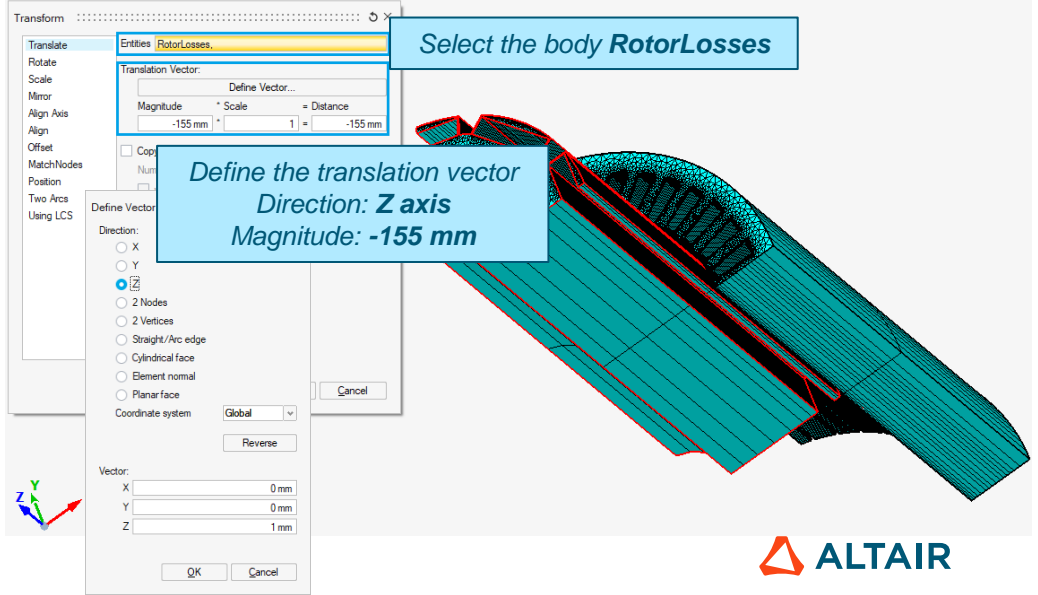 Transform
Translate
Rotate
Scale
Mirror
Align Axis
Align
Offset
MatchNodes
Position
Two Arcs
Using LCS
Entities RotorLosses,
Translation Vector:
Define Vector...
Magnitude * Scale = Distance
-155 mm * 1 = -155 mm
Cancel
Select the body RotorLosses
Define the translation vector
Direction: Z axis
Magnitude: -155 mm
Define Vector
Direction:
X
Y
Z
2 Nodes
2 Vertices
Straight/Arc edge
Cylindrical face
Element normal
Planar face
Coordinate system Global
Reverse
Vector:
X 0 mm
Y 0 mm
Z 1 mm
OK Cancel
Z Y
ALTAIR